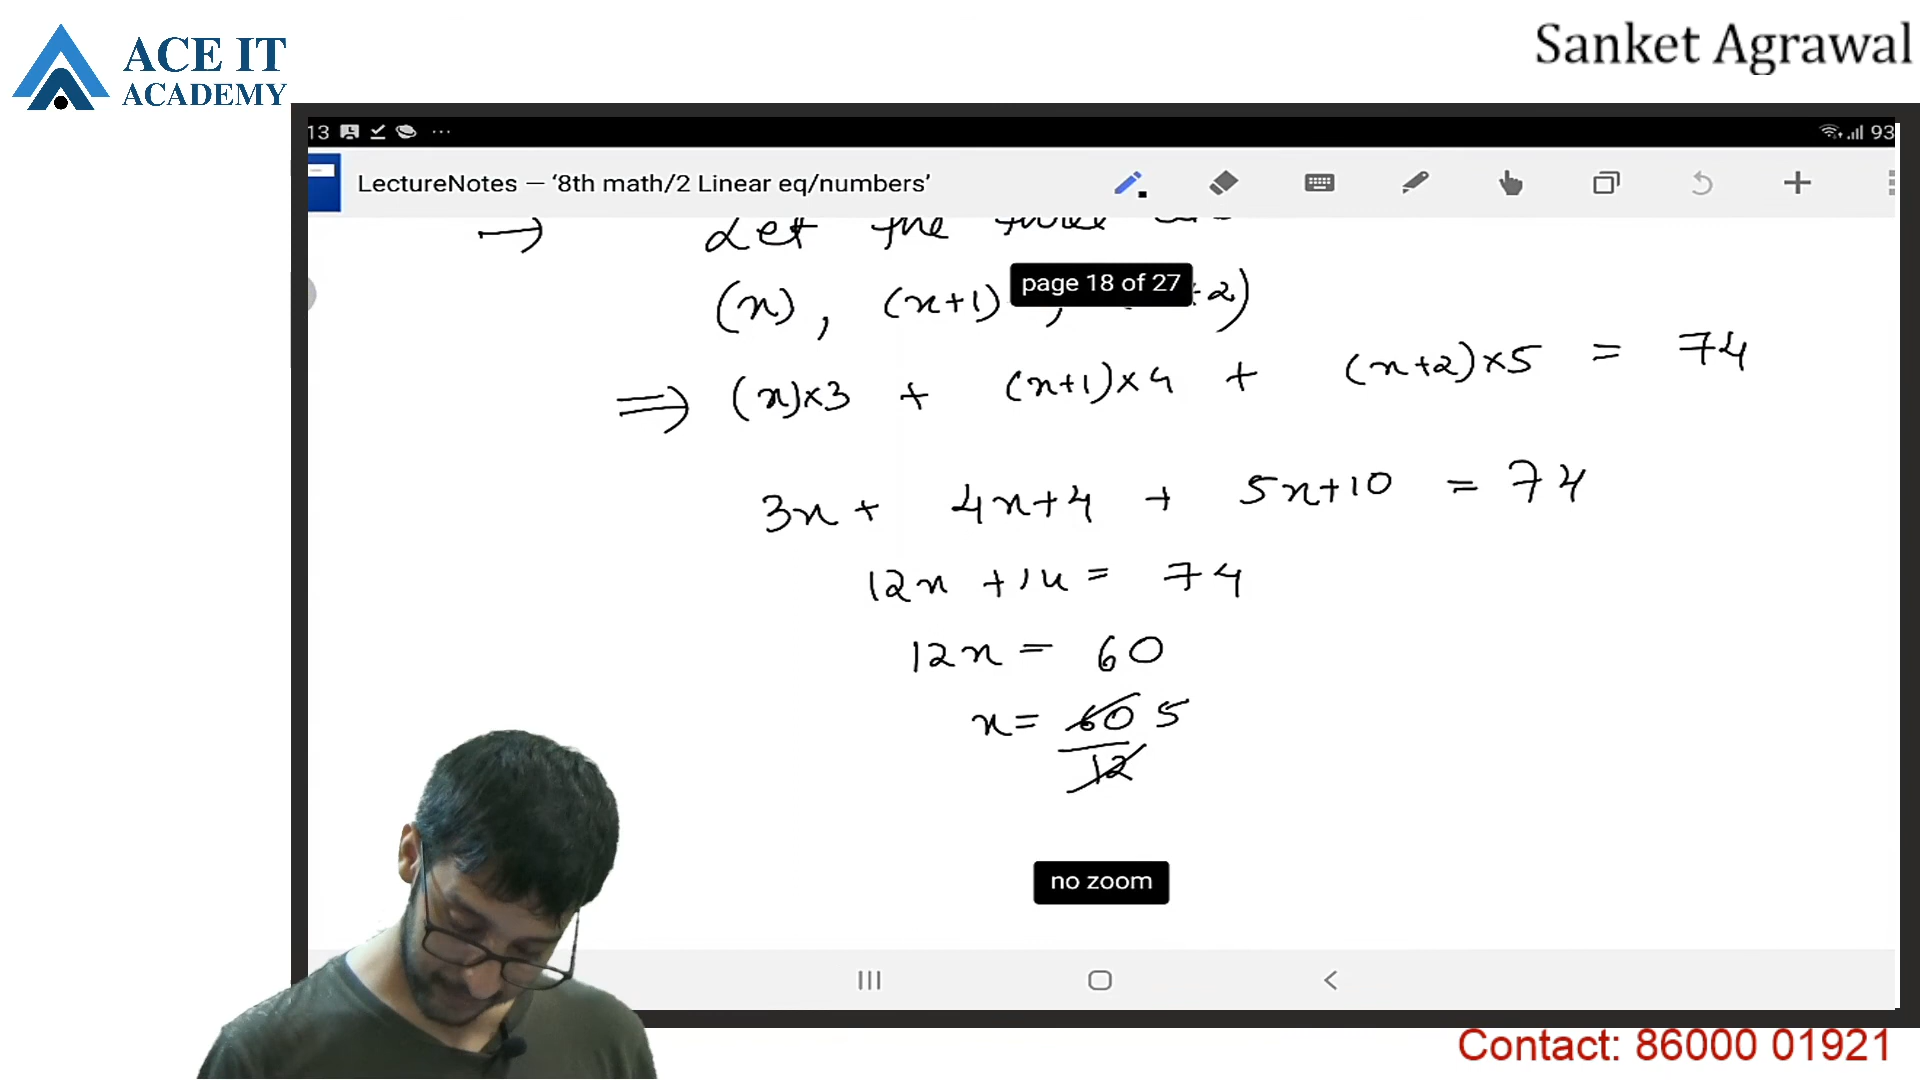 ACE IT
ACADEMY
Sanket Agrawal
13 ...
93
LectureNotes — ‘8th math/2 Linear eq/numbers’
→ Let the three
page 18 of 27
(x), (x+1), +2)
⇒ (x)×3 + (x+1)×4 + (x+2)×5 = 74
3x + 4x+4 + 5x+10 = 74
12x + 14 = 74
12x = 60
x = 60 5
12
no zoom
Contact: 86000 01921